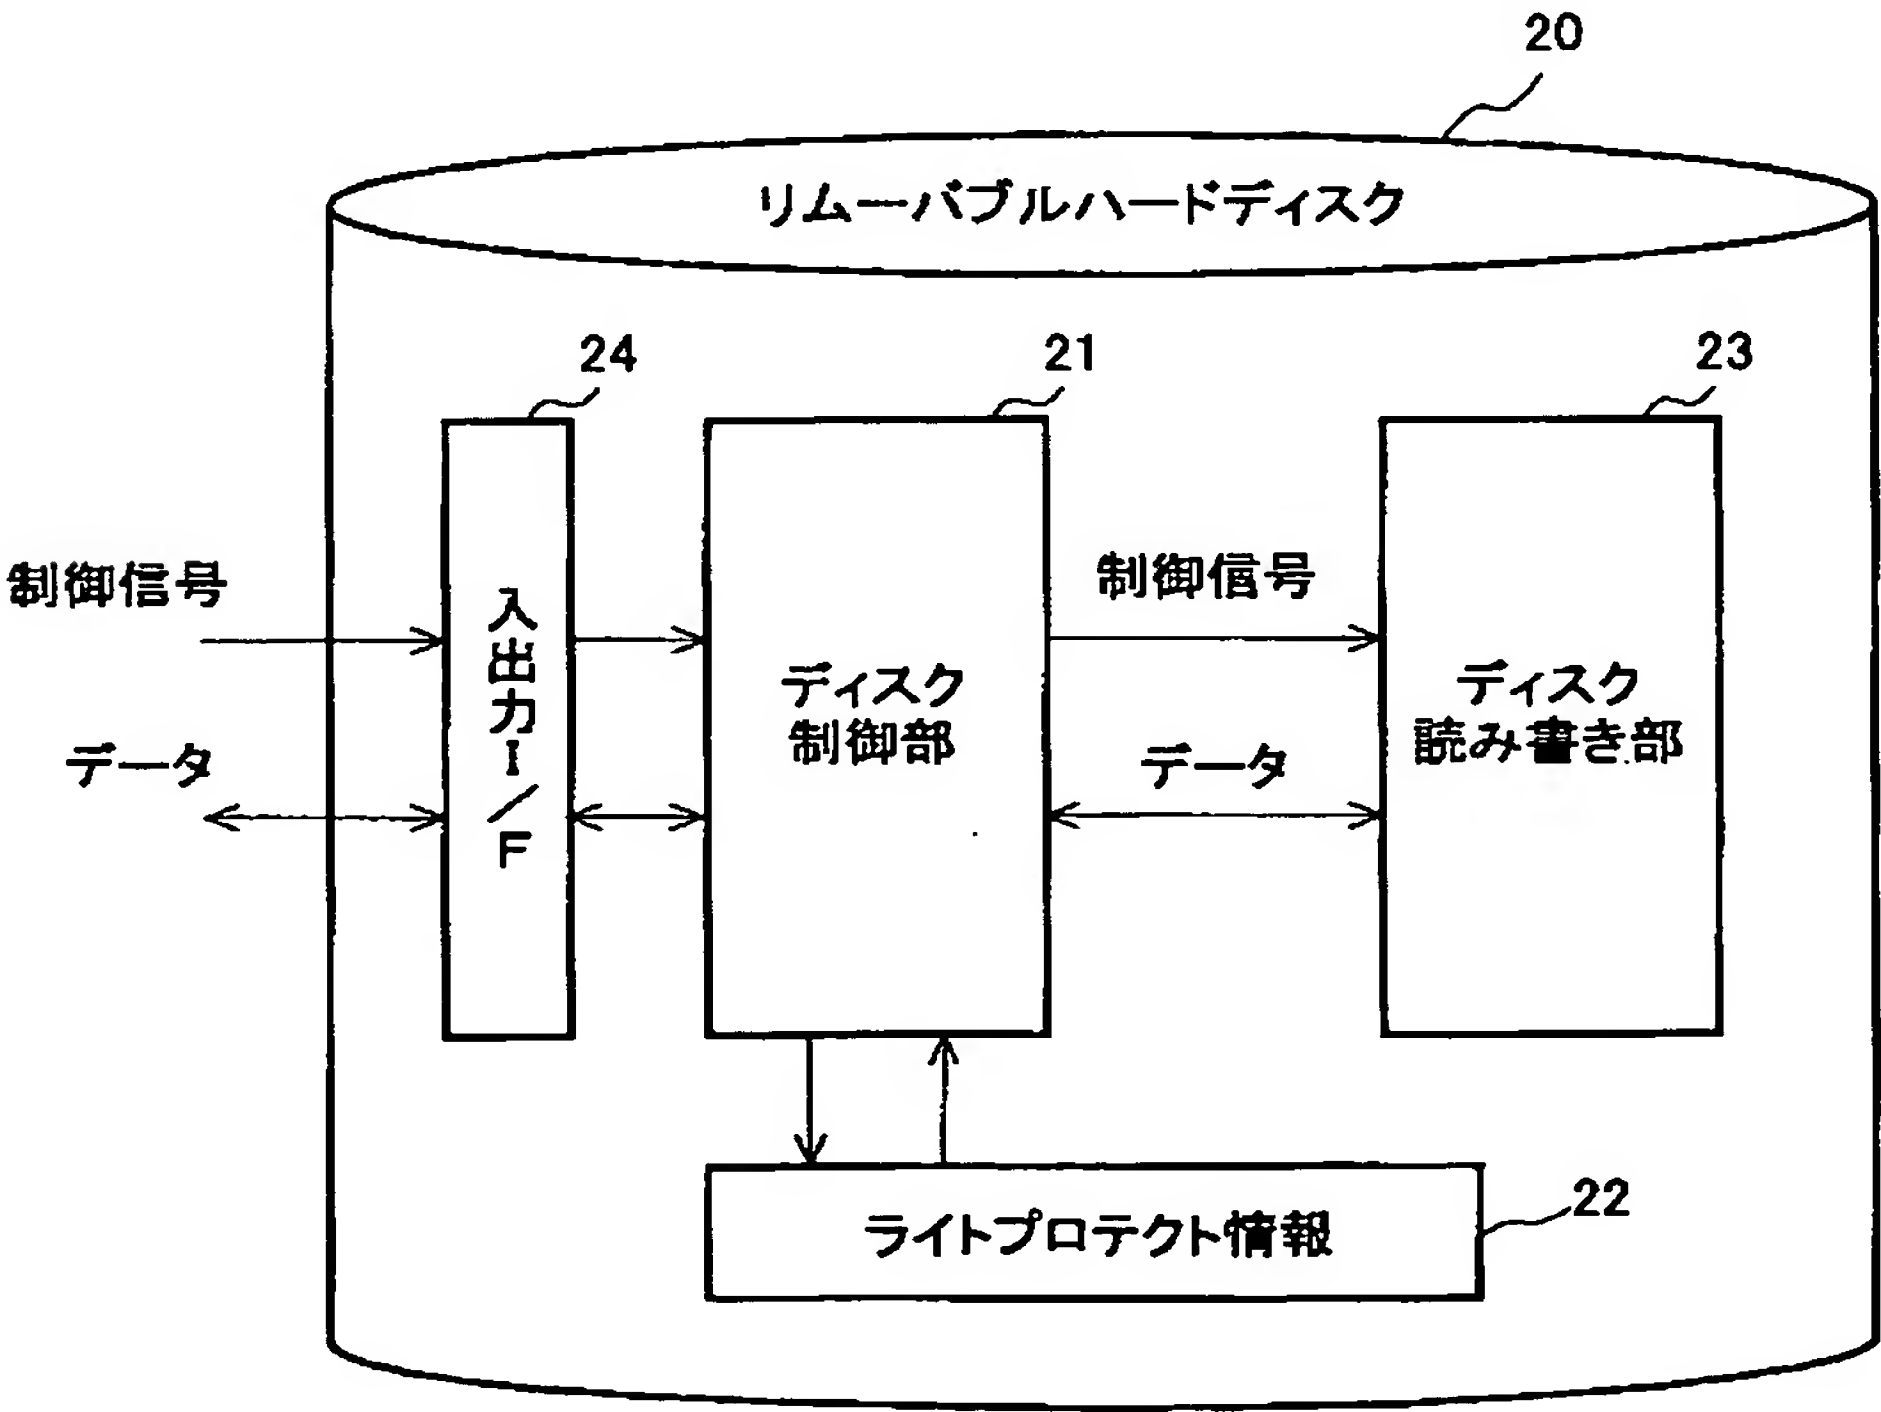 20
リムーバブルハードディスク
24
21
23
制御信号
データ
入出力I/F
ディスク
制御部
制御信号
データ
ディスク
読み書き部
22
ライトプロテクト情報